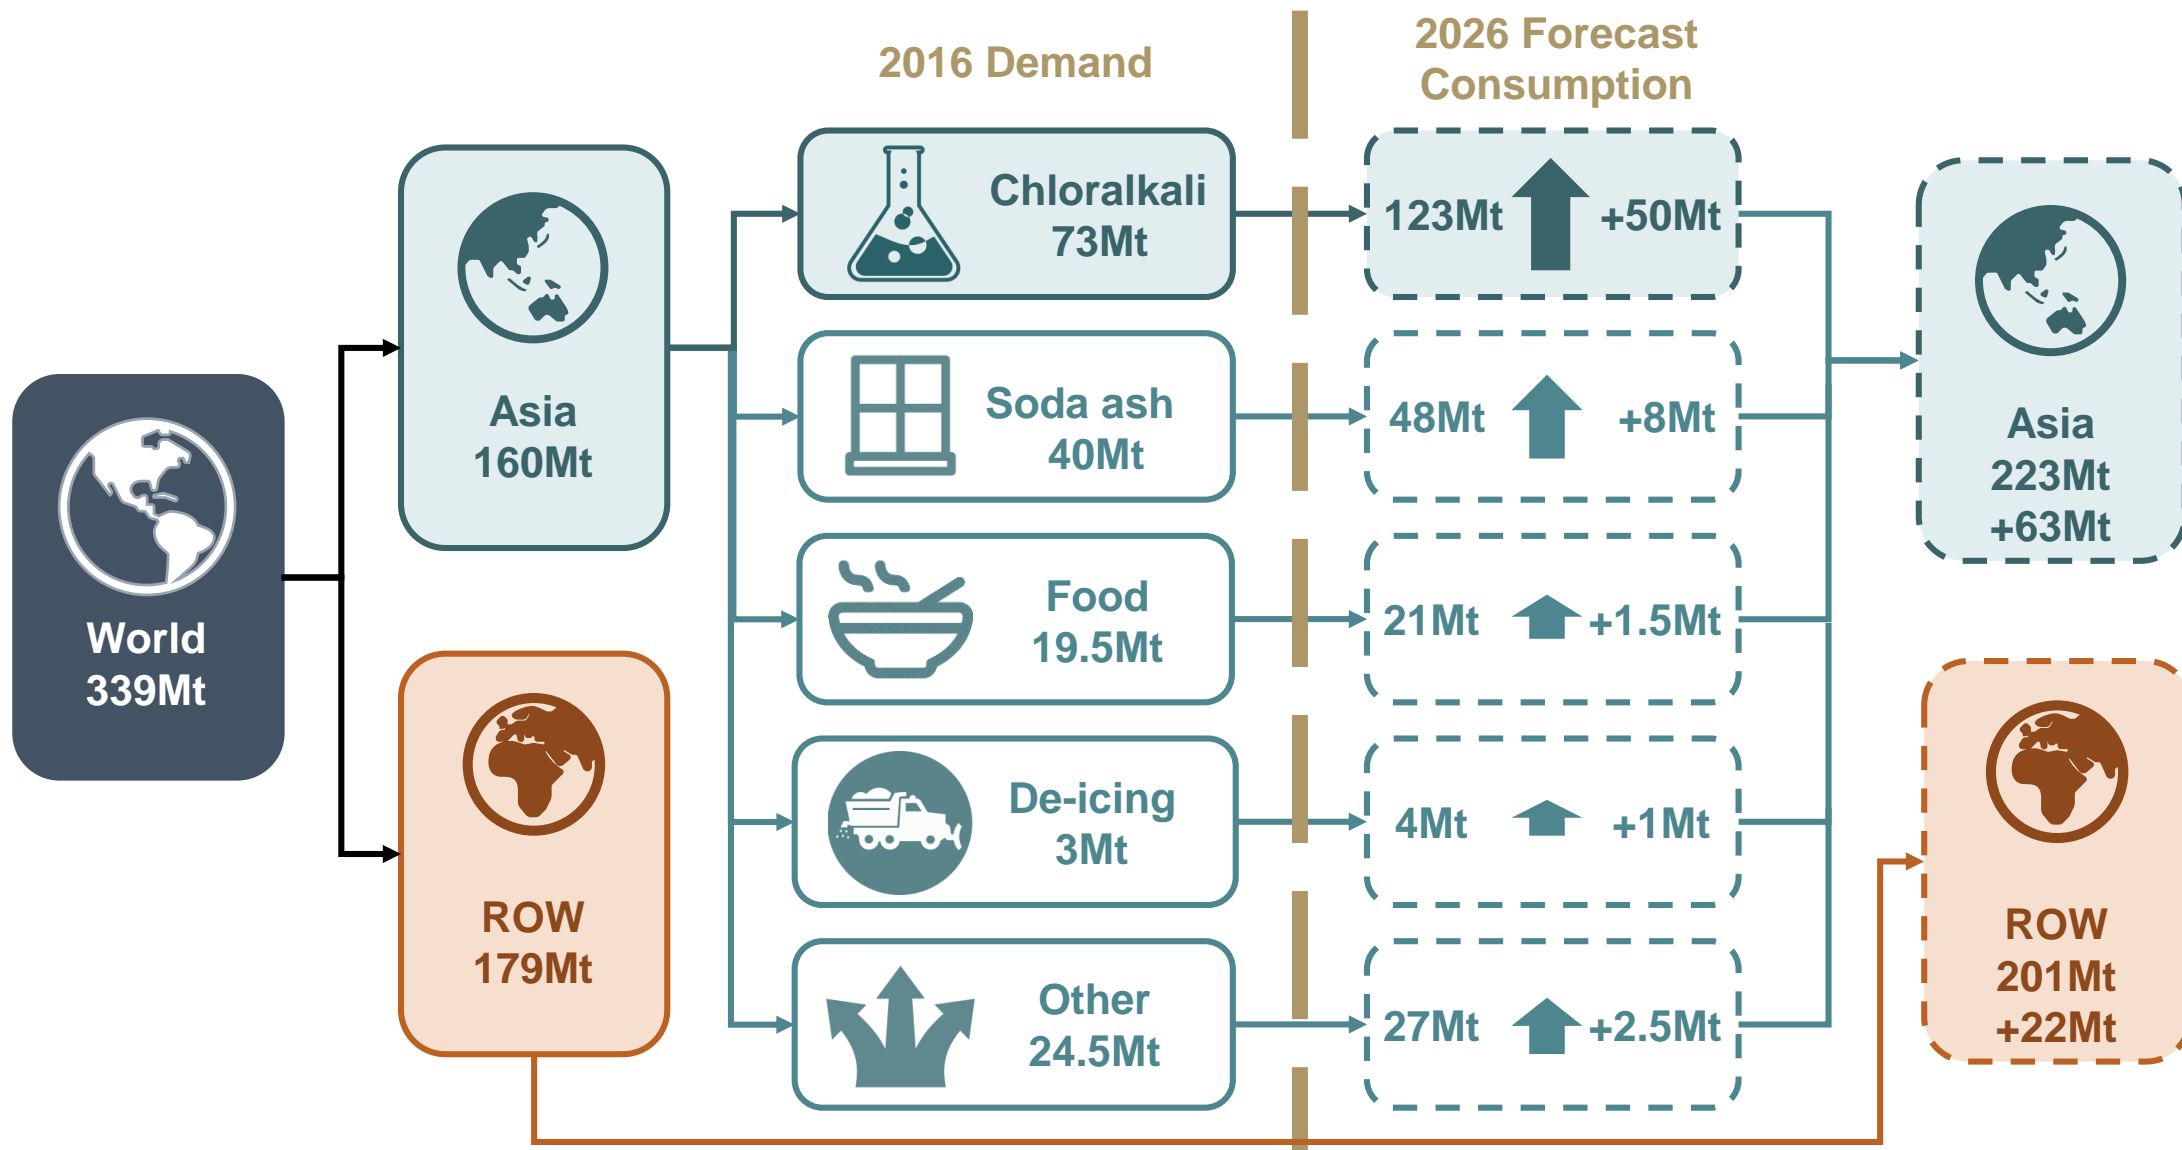 2016 Demand
2026 Forecast
Consumption
World
339Mt
Asia
160Mt
ROW
179Mt
Chloralkali
73Mt
123Mt
+50Mt
Soda ash
40Mt
48Mt
+8Mt
Food
19.5Mt
21Mt
+1.5Mt
De-icing
3Mt
4Mt
+1Mt
Other
24.5Mt
27Mt
+2.5Mt
Asia
223Mt
+63Mt
ROW
201Mt
+22Mt